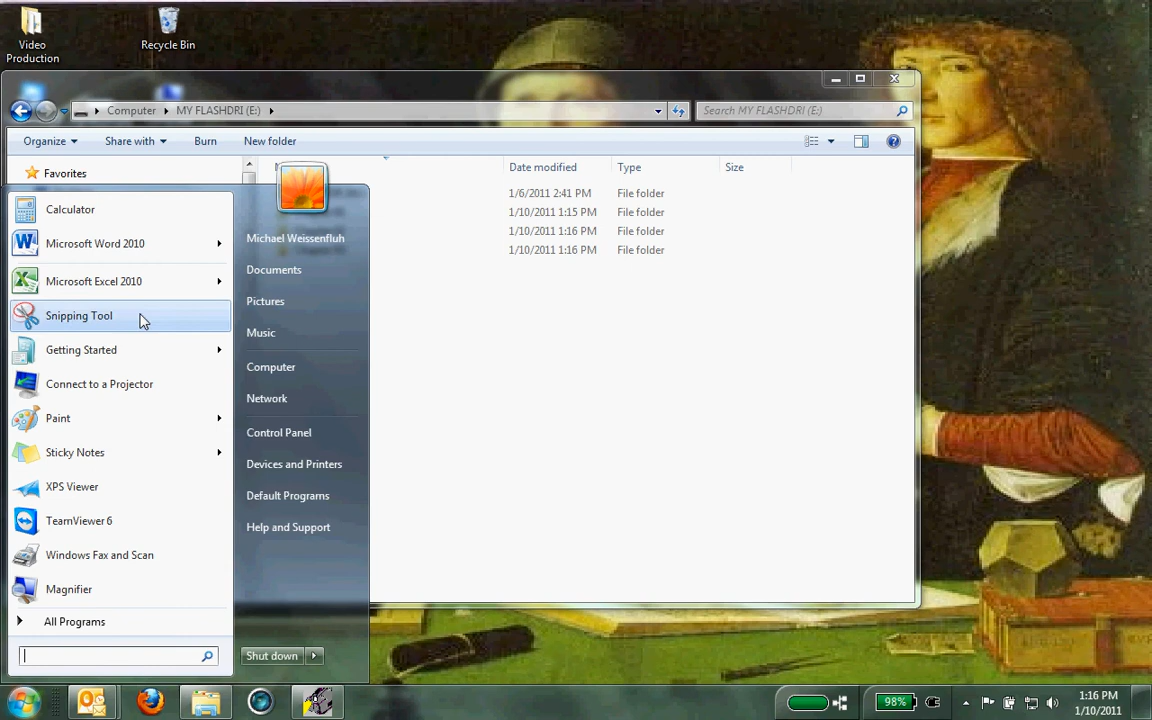 Video
Production
Recycle Bin
Computer MY FLASHDRI (E:)
Search MY FLASHDRI (E:)
Organize Share with Burn New folder
Favorites
Date modified Type Size
1/6/2011 2:41 PM File folder
1/10/2011 1:15 PM File folder
1/10/2011 1:16 PM File folder
1/10/2011 1:16 PM File folder
Calculator
Microsoft Word 2010
Microsoft Excel 2010
Snipping Tool
Getting Started
Connect to a Projector
Paint
Sticky Notes
XPS Viewer
TeamViewer 6
Windows Fax and Scan
Magnifier
All Programs
Michael Weissenfluh
Documents
Pictures
Music
Computer
Network
Control Panel
Devices and Printers
Default Programs
Help and Support
Shut down
98%
1:16 PM
1/10/2011